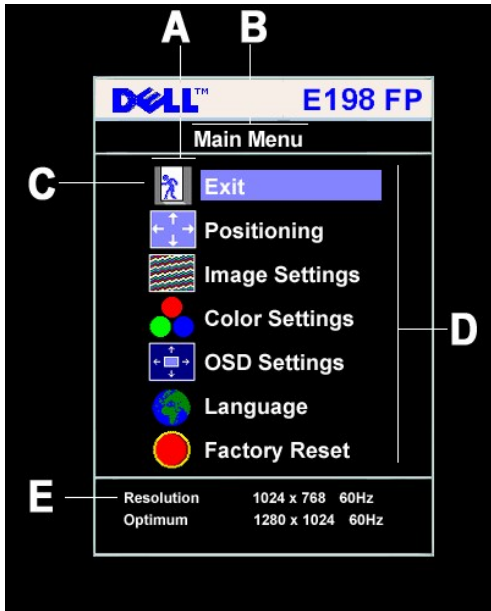 A B
DELL™ E198 FP
Main Menu
C
Exit
Positioning
Image Settings
Color Settings
D
OSD Settings
Language
Factory Reset
E
Resolution 1024 x 768 60Hz
Optimum 1280 x 1024 60Hz